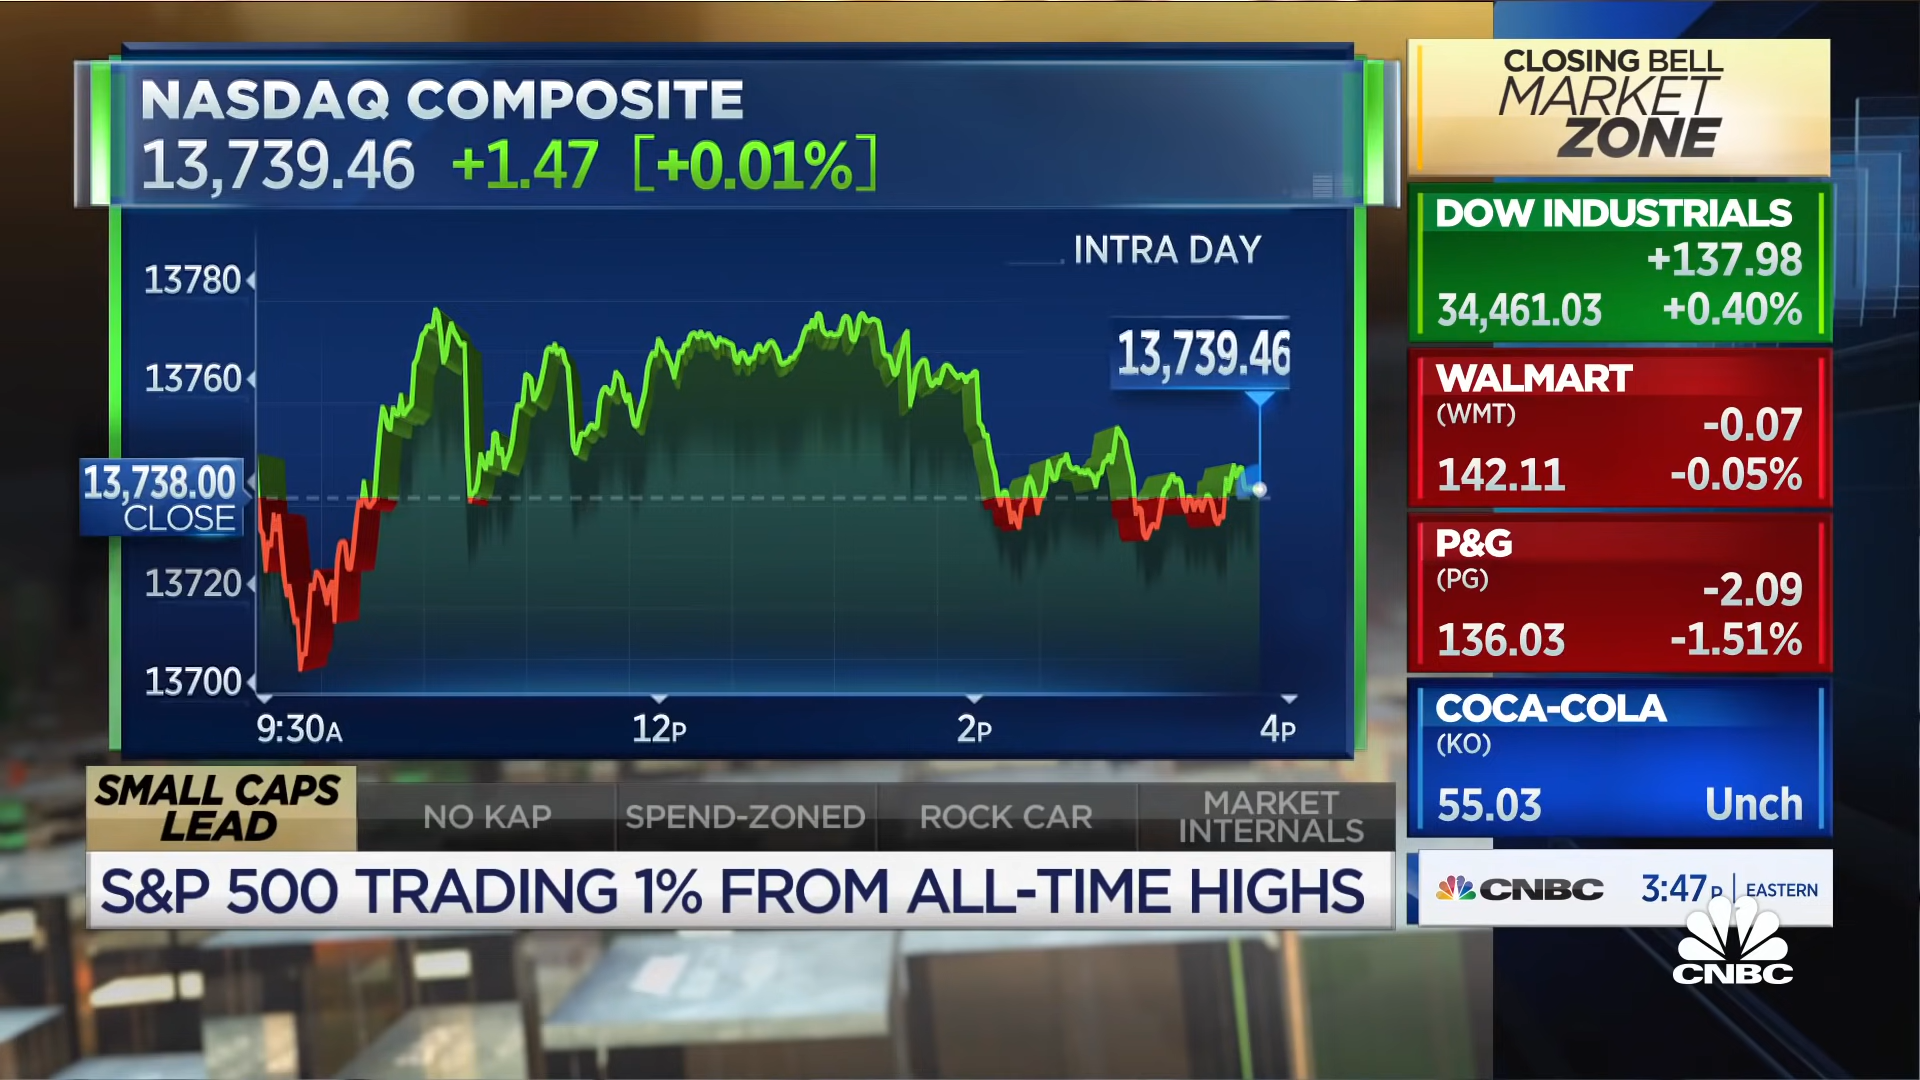 NASDAQ COMPOSITE
13,739.46 +1.47 [+0.01%]
INTRA DAY
13780
13760
13,739.46
13,738.00
CLOSE
13720
13700
9:30A 12P 2P 4P
CLOSING BELL
MARKET
ZONE
DOW INDUSTRIALS
+137.98
34,461.03 +0.40%
WALMART
(WMT) -0.07
142.11 -0.05%
P&G
(PG) -2.09
136.03 -1.51%
COCA-COLA
(KO)
55.03 Unch
SMALL CAPS
LEAD
NO KAP
SPEND-ZONED
ROCK CAR
MARKET
INTERNALS
S&P 500 TRADING 1% FROM ALL-TIME HIGHS
CNBC 3:47P EASTERN
CNBC